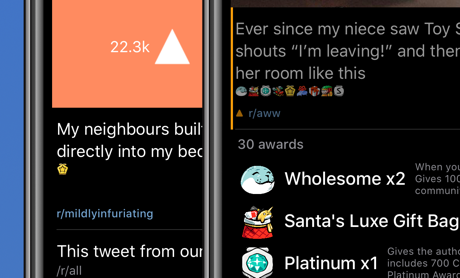 22.3k
My neighbours buil
directly into my bed
r/mildlyinfuriating
This tweet from our
/r/all
Ever since my niece saw Toy S
shouts “I’m leaving!” and then
her room like this
r/aww
30 awards
Wholesome x2
When you
Gives 100
communi
Santa's Luxe Gift Bag
Platinum x1
Gives the autho
includes 700 C
Platinum Award